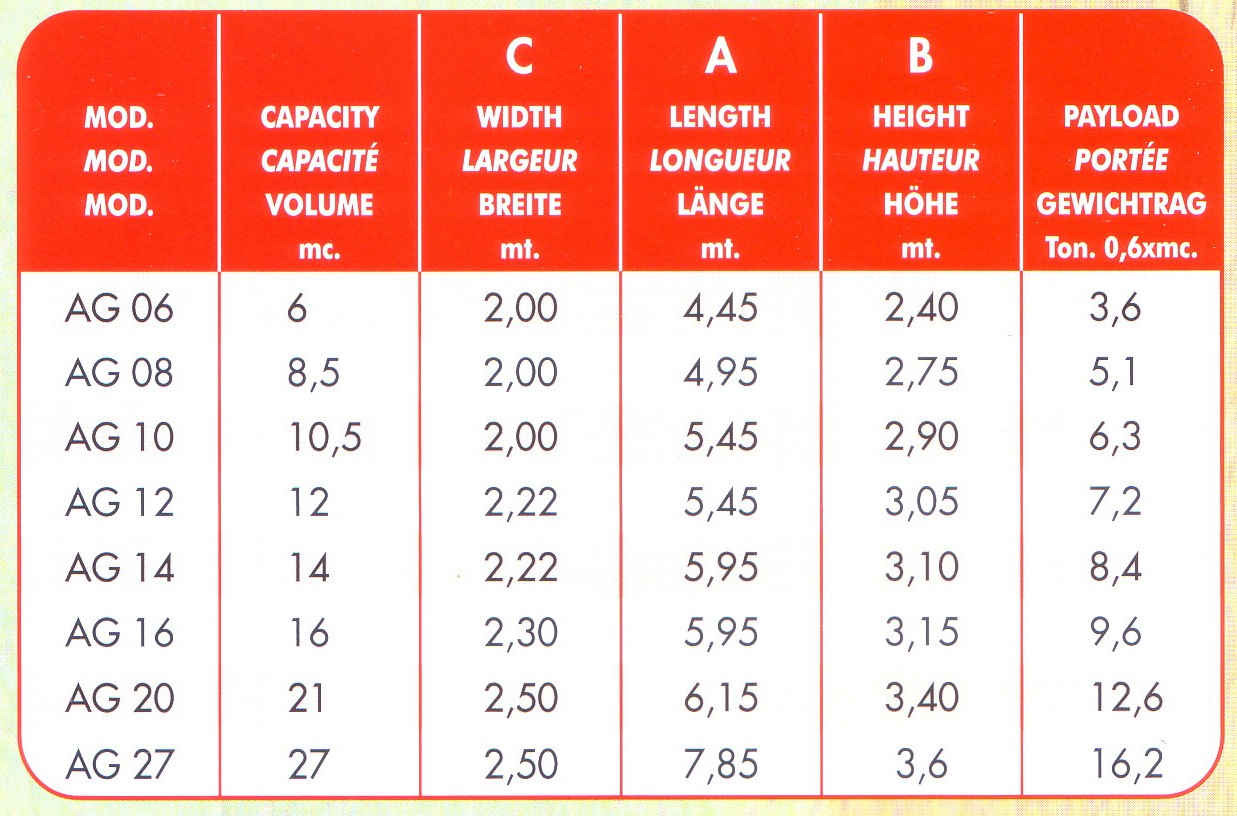 C A B
MOD. CAPACITY WIDTH LENGTH HEIGHT PAYLOAD
MOD. CAPACITÉ LARGEUR LONGUEUR HAUTEUR PORTÉE
MOD. VOLUME BREITE LÄNGE HÖHE GEWICHTRAG
mc. mt. mt. mt. Ton. 0,6xmc.
AG 06 6 2,00 4,45 2,40 3,6
AG 08 8,5 2,00 4,95 2,75 5,1
AG 10 10,5 2,00 5,45 2,90 6,3
AG 12 12 2,22 5,45 3,05 7,2
AG 14 14 2,22 5,95 3,10 8,4
AG 16 16 2,30 5,95 3,15 9,6
AG 20 21 2,50 6,15 3,40 12,6
AG 27 27 2,50 7,85 3,6 16,2